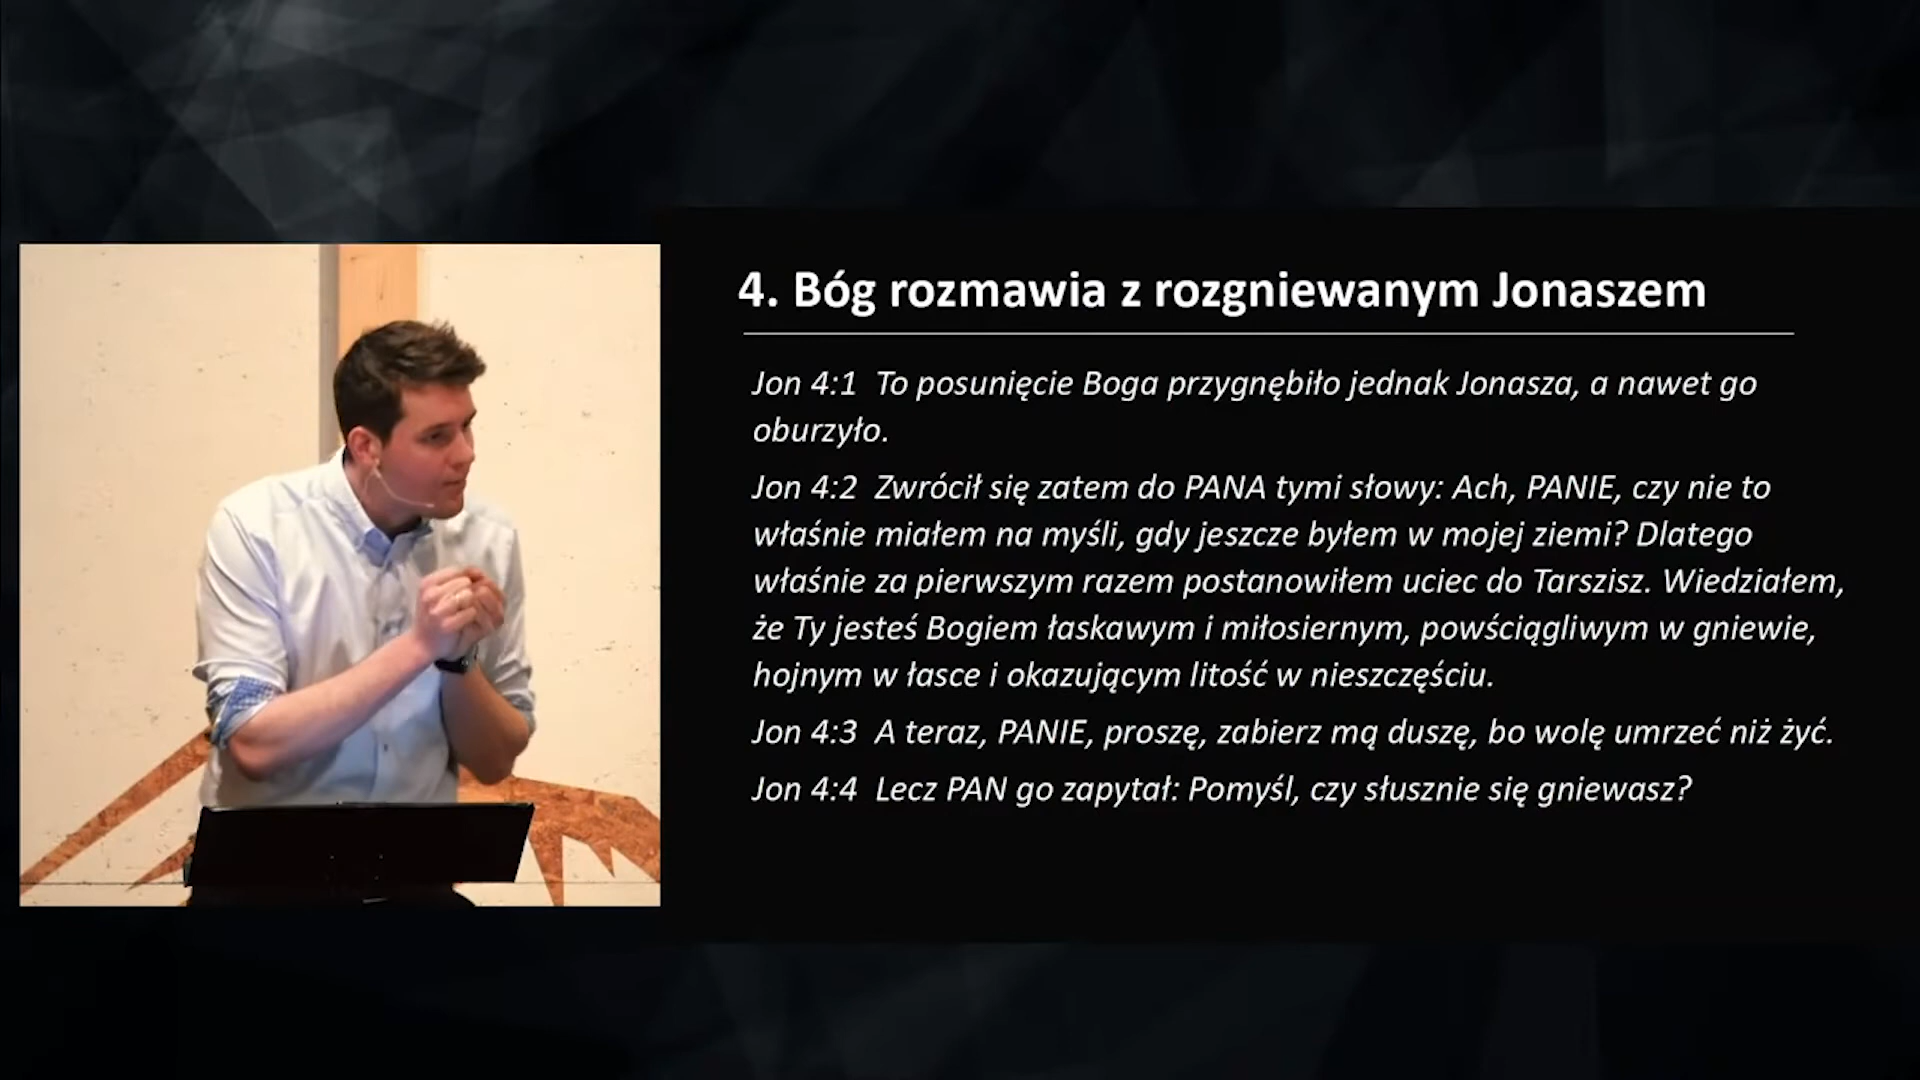 4. Bóg rozmawia z rozgniewanym Jonaszem
Jon 4:1 To posunięcie Boga przygnębiło jednak Jonasza, a nawet go
oburzyło.
Jon 4:2 Zwrócił się zatem do PANA tymi słowy: Ach, PANIE, czy nie to
właśnie miałem na myśli, gdy jeszcze byłem w mojej ziemi? Dlatego
właśnie za pierwszym razem postanowiłem uciec do Tarszisz. Wiedziałem,
że Ty jesteś Bogiem łaskawym i miłosiernym, powściągliwym w gniewie,
hojnym w łasce i okazującym litość w nieszczęściu.
Jon 4:3 A teraz, PANIE, proszę, zabierz mą duszę, bo wolę umrzeć niż żyć.
Jon 4:4 Lecz PAN go zapytał: Pomyśl, czy słusznie się gniewasz?